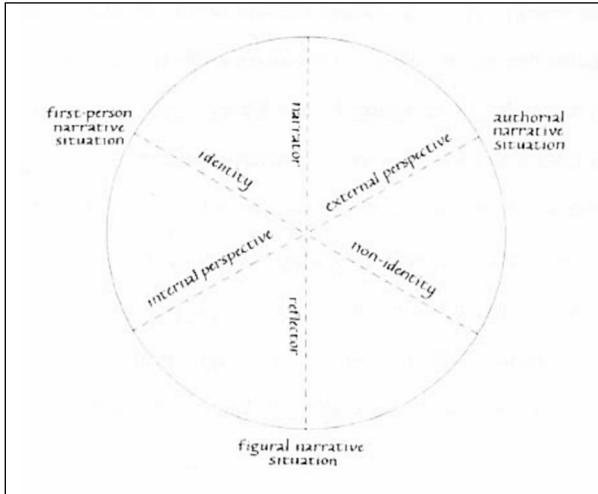 first-person
narrative
situation
authorial
narrative
situation
narrator
identity
external perspective
internal perspective
non-identity
reflector
figural narrative
situation